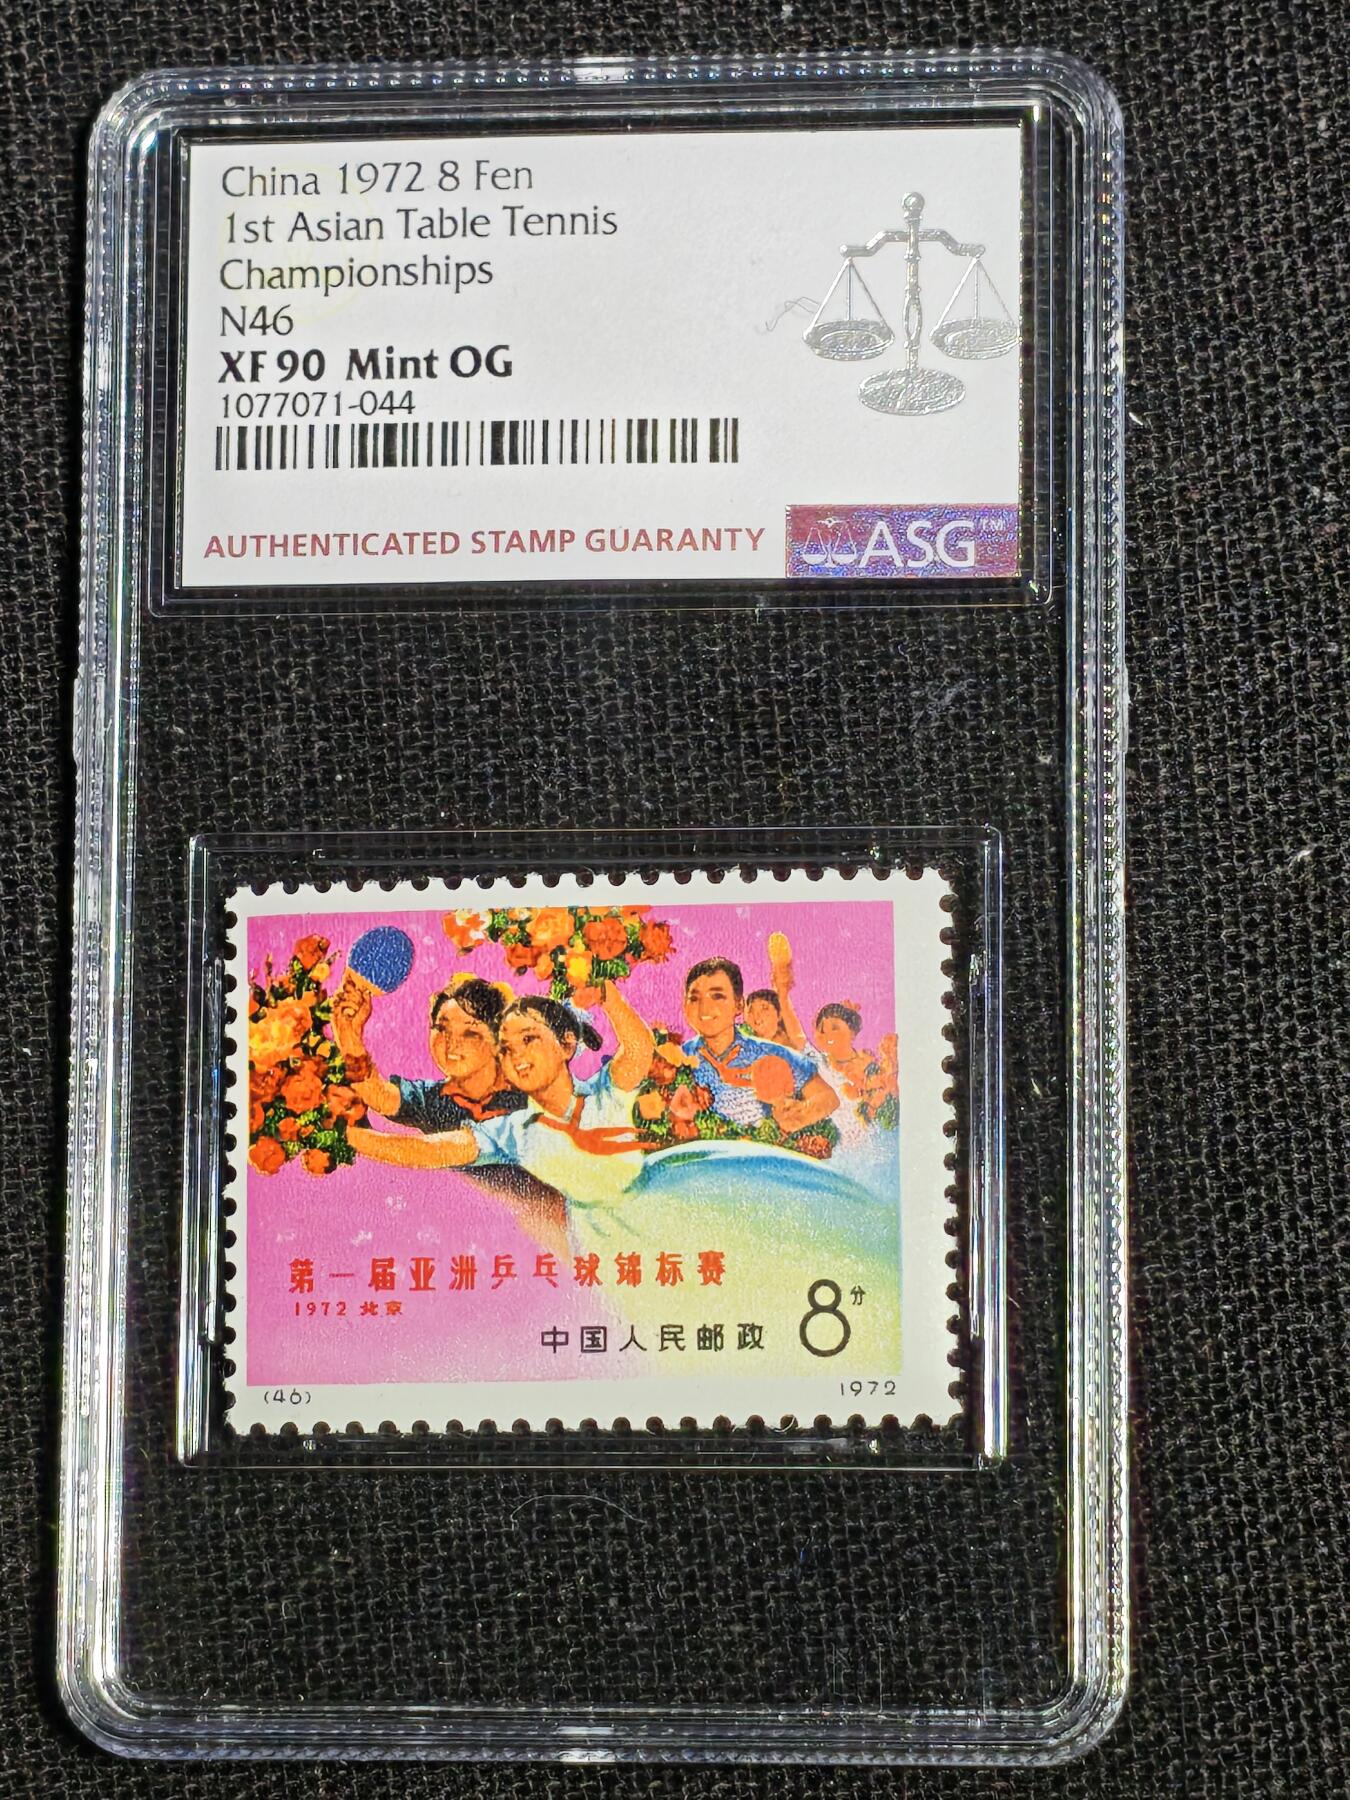 China 1972 8 Fen
1st Asian Table Tennis
Championships
N46
XF 90 Mint OG
1077071-044
AUTHENTICATED STAMP GUARANTY
ASG™
第一届亚洲乒乓球锦标赛
1972 北京
中国人民邮政 8分
(46) 1972